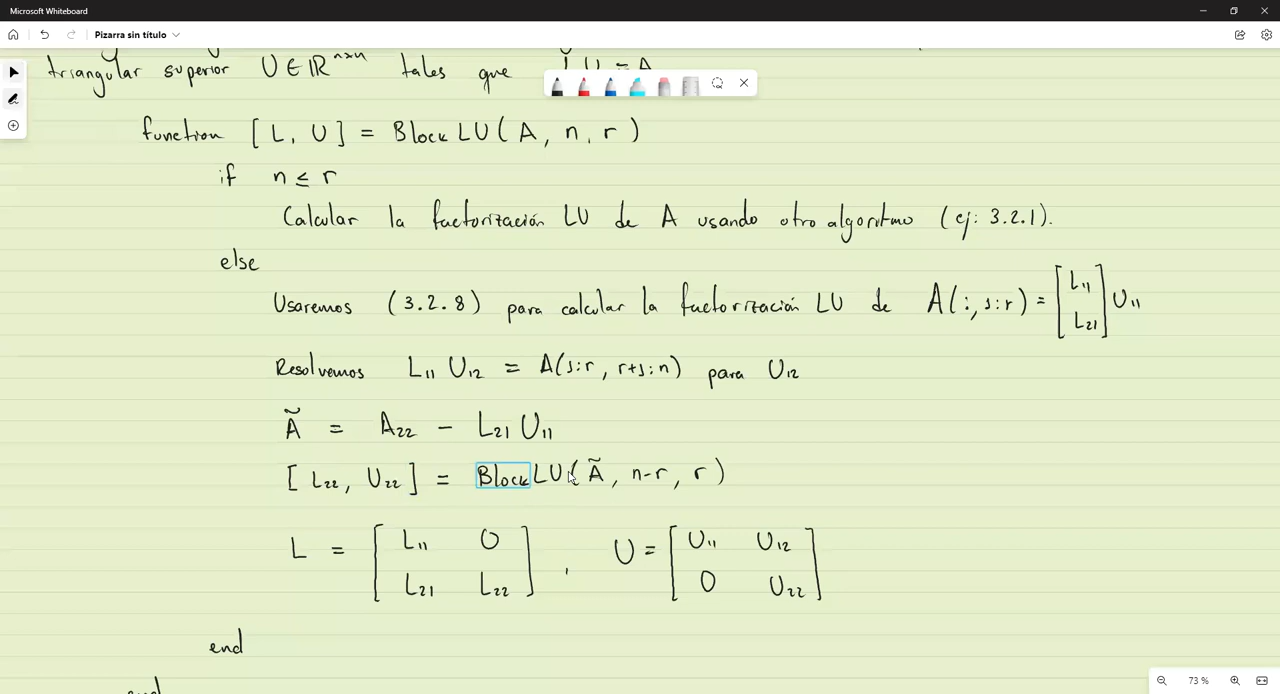 Microsoft Whiteboard
Pizarra sin título
triangular superior U ∈ ℝⁿˣⁿ tales que LU = A
function [L, U] = BlockLU(A, n, r)
if n ≤ r
Calcular la factorización LU de A usando otro algoritmo (ej: 3.2.1).
else
Usaremos (3.2.8) para calcular la factorización LU de A(:, 1:r) = [L₁₁; L₂₁] U₁₁
Resolvemos L₁₁ U₁₂ = A(1:r, r+1:n) para U₁₂
Ã = A₂₂ - L₂₁ U₁₁
[L₂₂, U₂₂] = BlockLU(Ã, n-r, r)
L = [L₁₁ 0; L₂₁ L₂₂], U = [U₁₁ U₁₂; 0 U₂₂]
end
end
73 %